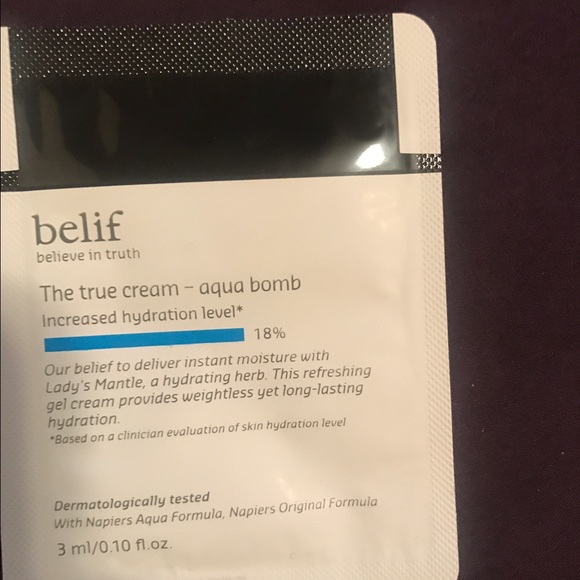 belif
believe in truth
The true cream – aqua bomb
Increased hydration level*
18%
Our belief to deliver instant moisture with
Lady's Mantle, a hydrating herb. This refreshing
gel cream provides weightless yet long-lasting
hydration.
*Based on a clinician evaluation of skin hydration level
Dermatologically tested
With Napiers Aqua Formula, Napiers Original Formula
3 ml/0.10 fl.oz.